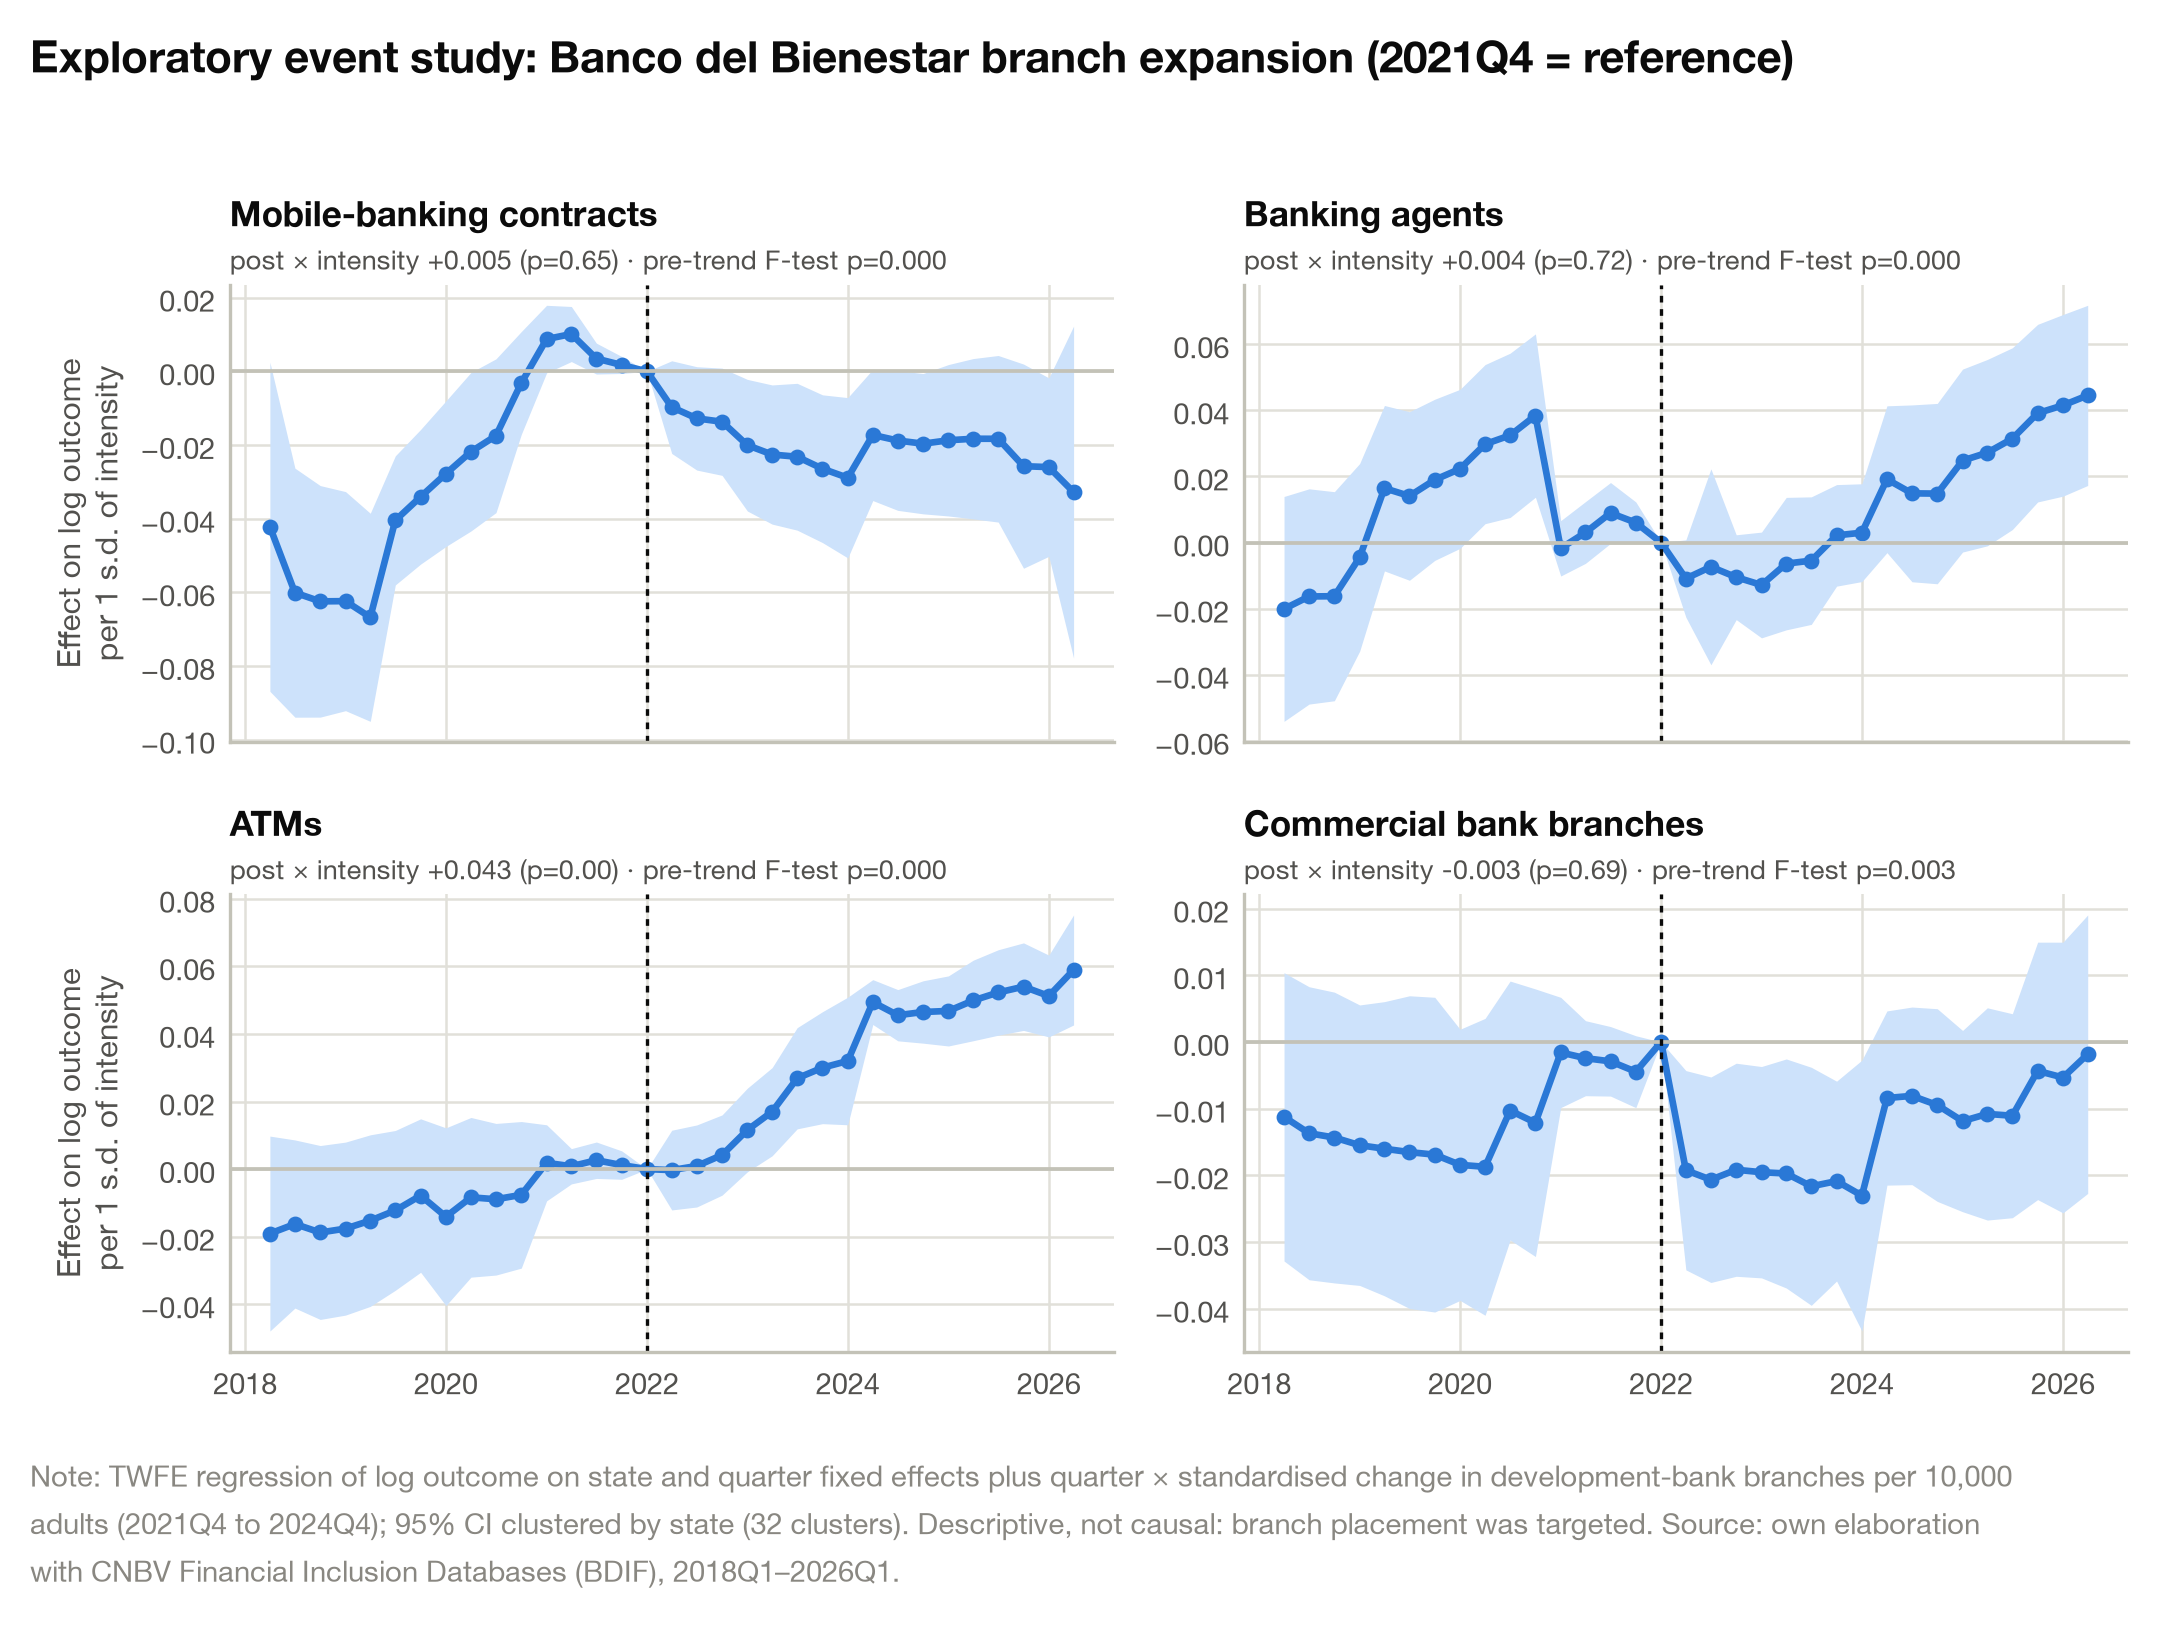 Exploratory event study: Banco del Bienestar branch expansion (2021Q4 = reference)
Mobile-banking contracts
post × intensity +0.005 (p=0.65) · pre-trend F-test p=0.000
0.02
0.00
−0.02
−0.04
−0.06
−0.08
−0.10
Effect on log outcome
per 1 s.d. of intensity
Banking agents
post × intensity +0.004 (p=0.72) · pre-trend F-test p=0.000
0.06
0.04
0.02
0.00
−0.02
−0.04
−0.06
ATMs
post × intensity +0.043 (p=0.00) · pre-trend F-test p=0.000
0.08
0.06
0.04
0.02
0.00
−0.02
−0.04
Effect on log outcome
per 1 s.d. of intensity
2018 2020 2022 2024 2026
Commercial bank branches
post × intensity -0.003 (p=0.69) · pre-trend F-test p=0.003
0.02
0.01
0.00
−0.01
−0.02
−0.03
−0.04
2018 2020 2022 2024 2026
Note: TWFE regression of log outcome on state and quarter fixed effects plus quarter × standardised change in development-bank branches per 10,000
adults (2021Q4 to 2024Q4); 95% CI clustered by state (32 clusters). Descriptive, not causal: branch placement was targeted. Source: own elaboration
with CNBV Financial Inclusion Databases (BDIF), 2018Q1–2026Q1.